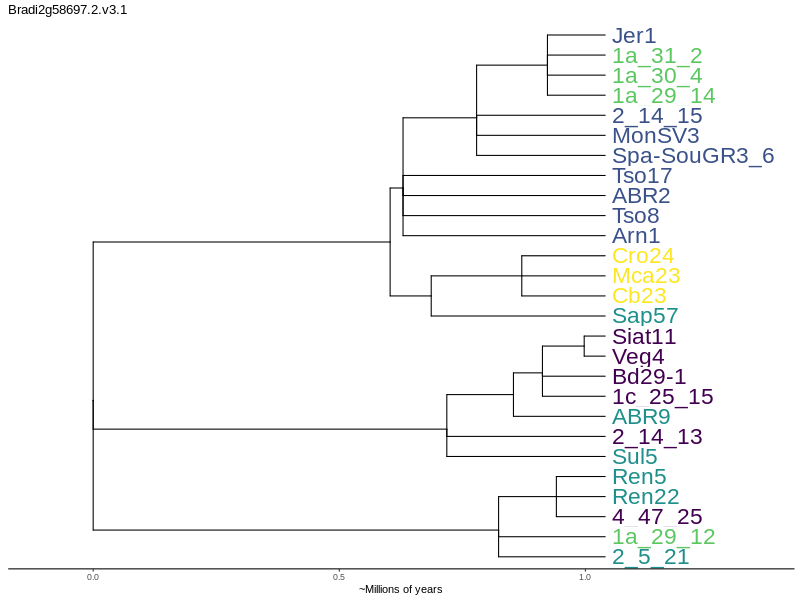 Bradi2g58697.2.v3.1
Jer1
1a_31_2
1a_30_4
1a_29_14
2_14_15
MonSV3
Spa-SouGR3_6
Tso17
ABR2
Tso8
Arn1
Cro24
Mca23
Cb23
Sap57
Siat11
Veg4
Bd29-1
1c_25_15
ABR9
2_14_13
Sul5
Ren5
Ren22
4_47_25
1a_29_12
2_5_21
0.0 0.5 1.0
~Millions of years